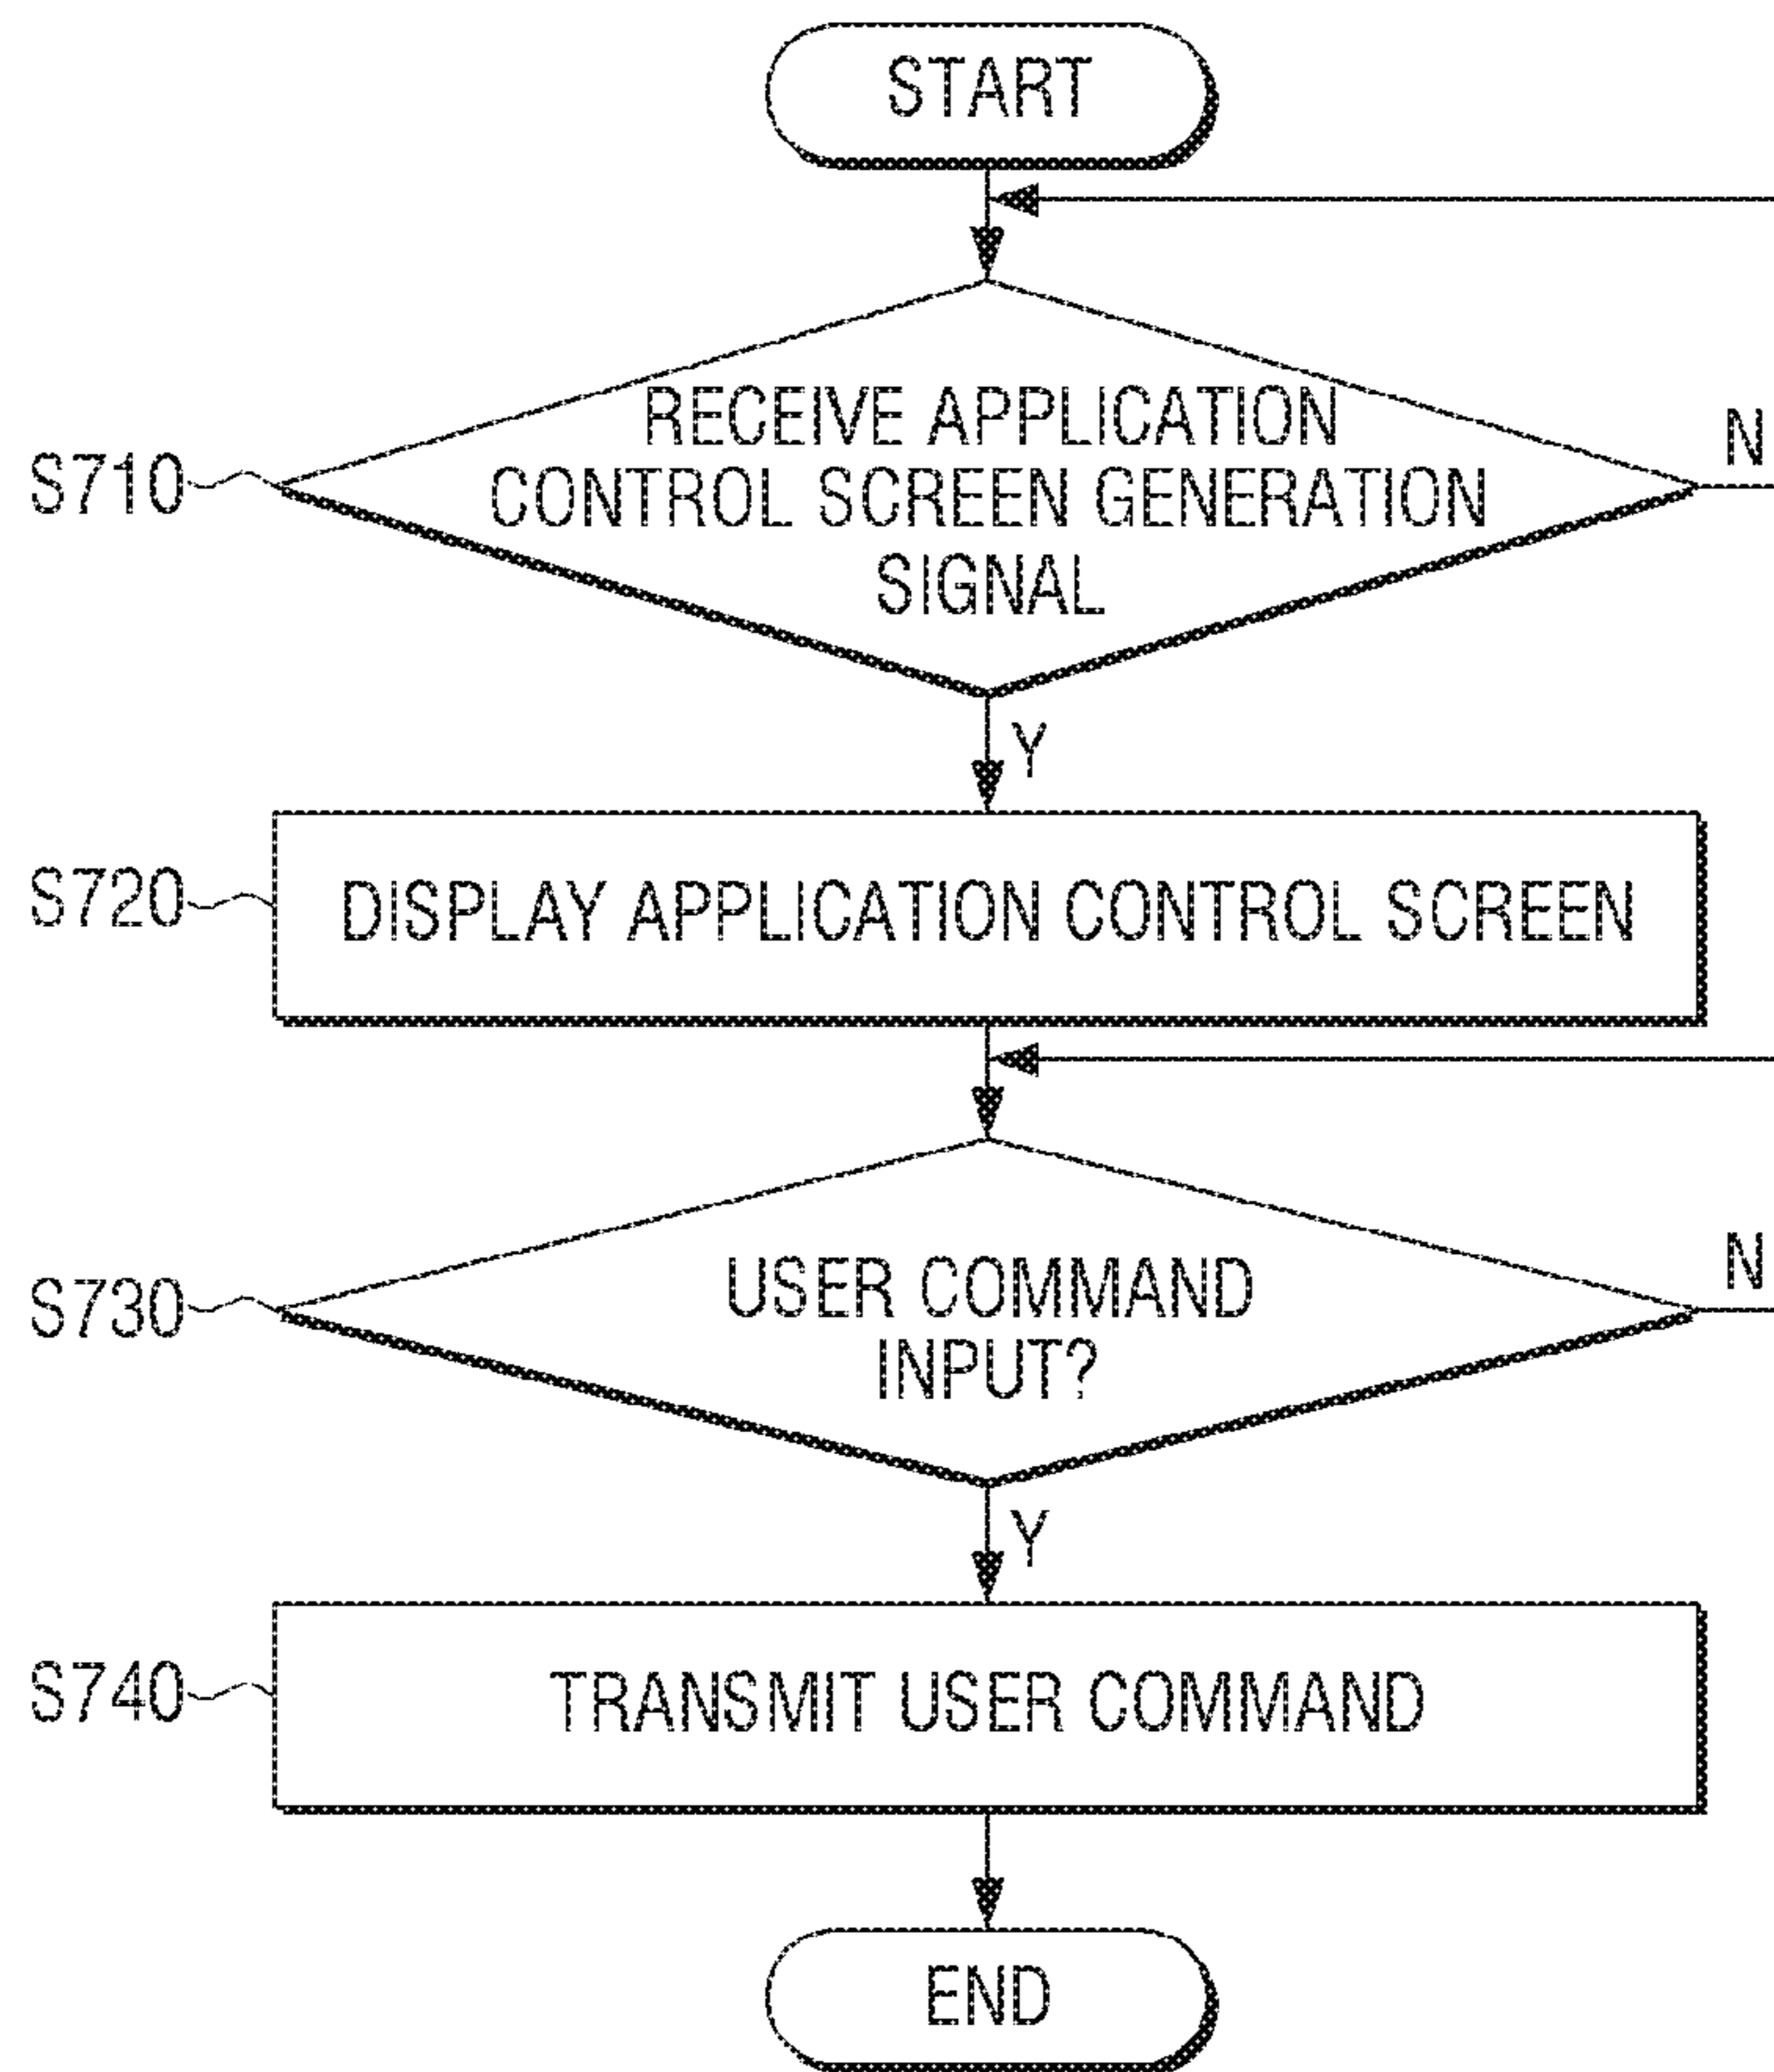 START
RECEIVE APPLICATION
S710 CONTROL SCREEN GENERATION N
SIGNAL
Y
S720 DISPLAY APPLICATION CONTROL SCREEN
USER COMMAND N
S730 INPUT?
Y
S740 TRANSMIT USER COMMAND
END